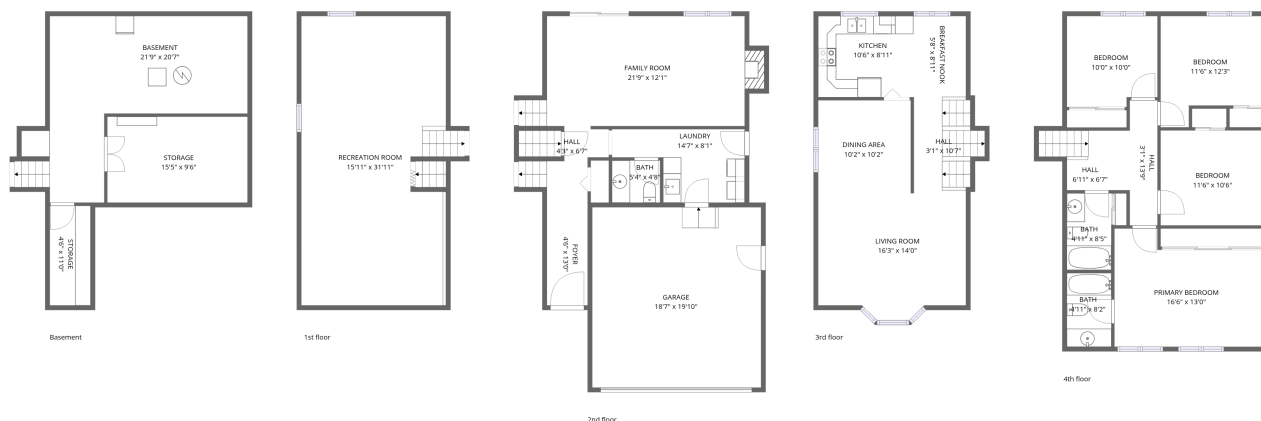 BASEMENT
21'9" x 20'7"
STORAGE
15'5" x 9'6"
STORAGE
4'6" x 11'0"
Basement
RECREATION ROOM
15'11" x 31'11"
1st floor
FAMILY ROOM
21'9" x 12'1"
HALL
4'3" x 6'7"
LAUNDRY
14'7" x 8'1"
BATH
5'4" x 4'8"
FOYER
4'6" x 13'0"
GARAGE
18'7" x 19'10"
2nd floor
KITCHEN
10'6" x 8'11"
BREAKFAST NOOK
5'8" x 8'11"
DINING AREA
10'2" x 10'2"
HALL
3'1" x 10'7"
LIVING ROOM
16'3" x 14'0"
3rd floor
BEDROOM
10'0" x 10'0"
BEDROOM
11'6" x 12'3"
HALL
3'1" x 13'9"
HALL
6'11" x 6'7"
BEDROOM
11'6" x 10'6"
BATH
4'11" x 8'5"
BATH
4'11" x 8'2"
PRIMARY BEDROOM
16'6" x 13'0"
4th floor